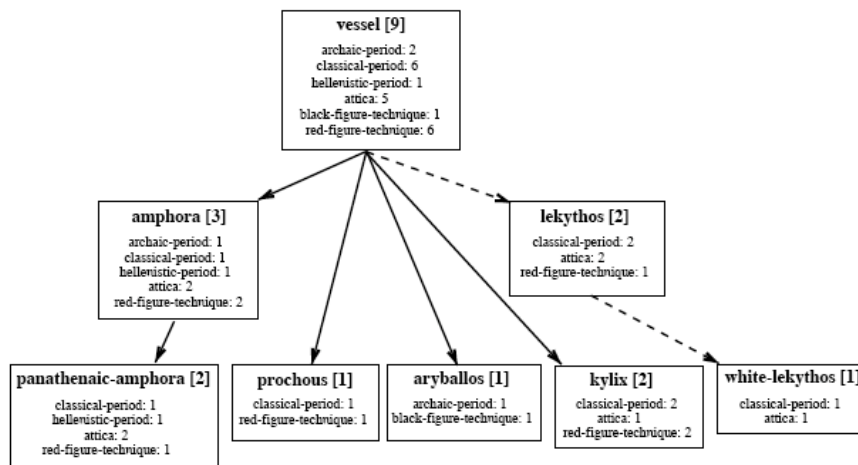 vessel [9]
archaic-period: 2
classical-period: 6
hellenistic-period: 1
attica: 5
black-figure-technique: 1
red-figure-technique: 6
amphora [3]
archaic-period: 1
classical-period: 1
hellenistic-period: 1
attica: 2
red-figure-technique: 2
lekythos [2]
classical-period: 2
attica: 2
red-figure-technique: 1
panathenaic-amphora [2]
classical-period: 1
hellenistic-period: 1
attica: 2
red-figure-technique: 1
prochous [1]
classical-period: 1
red-figure-technique: 1
aryballos [1]
archaic-period: 1
black-figure-technique: 1
kylix [2]
classical-period: 2
attica: 1
red-figure-technique: 2
white-lekythos [1]
classical-period: 1
attica: 1